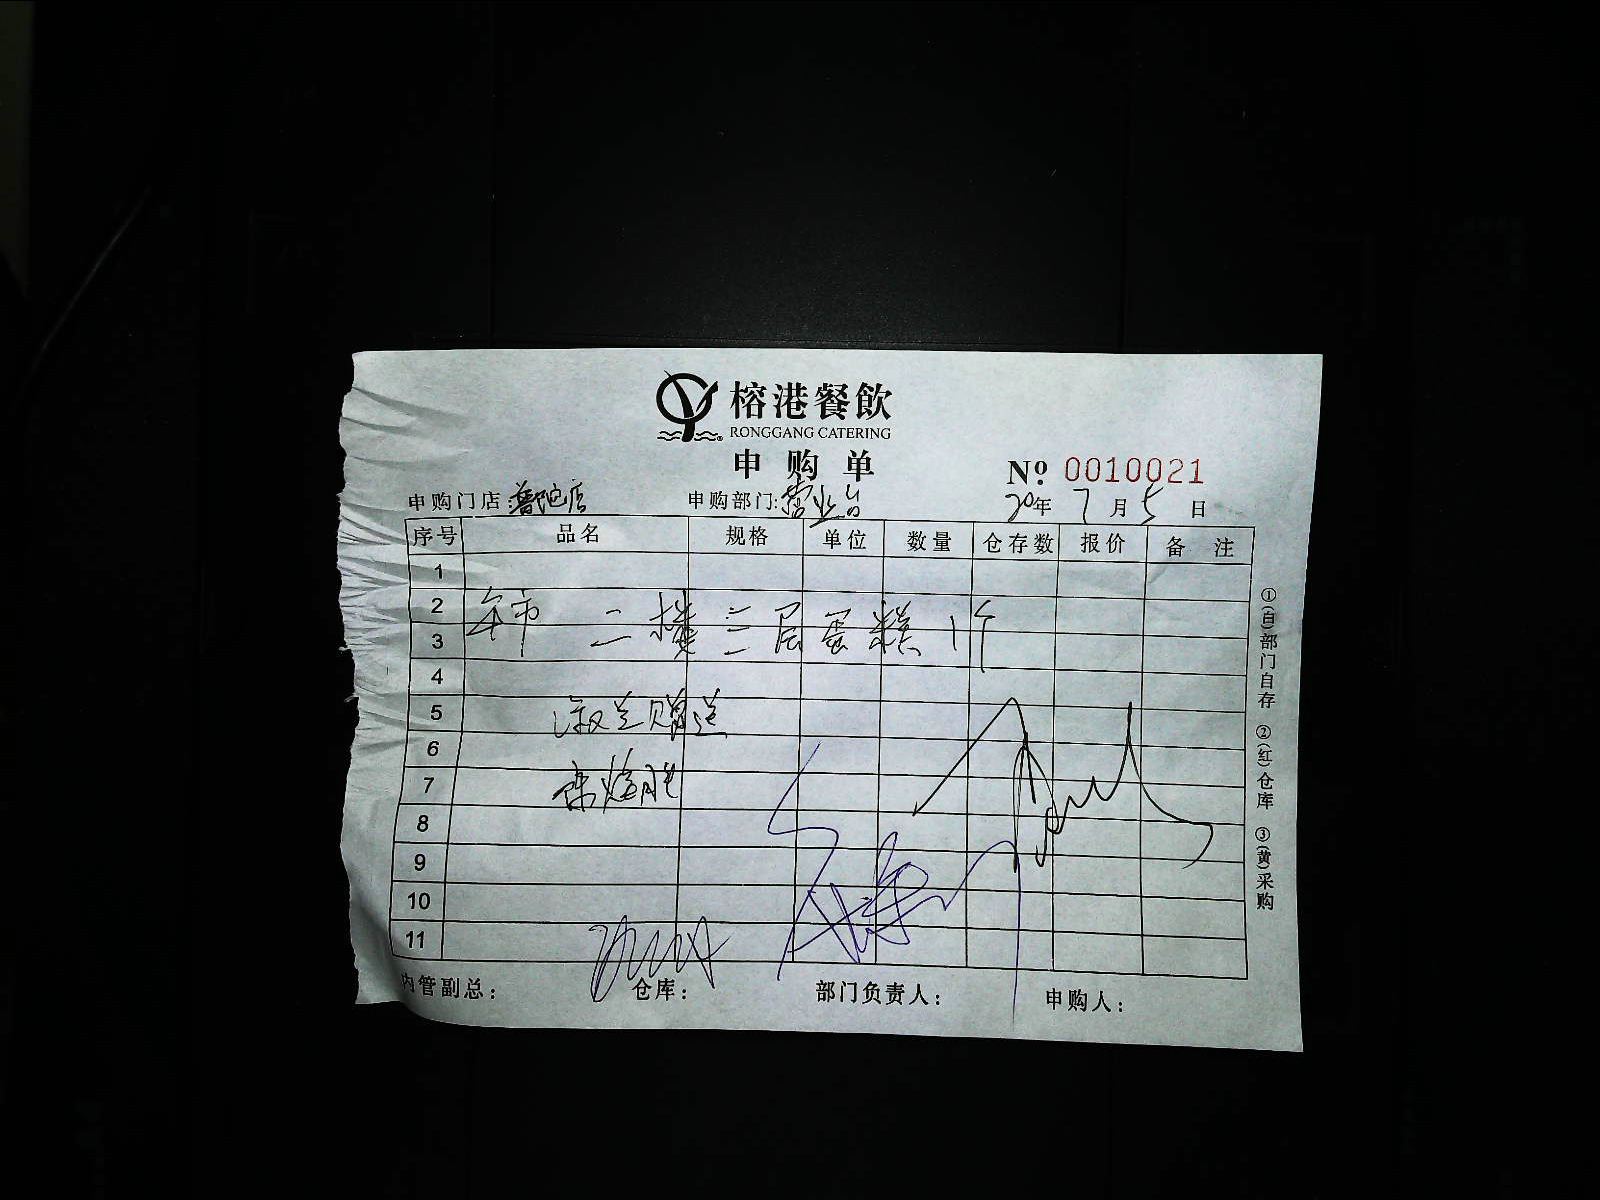 榕港餐飲
RONGGANG CATERING
申购单
№ 0010021
申购门店:普陀店 申购部门:营业台 20年7月5日
序号 品名 规格 单位 数量 仓存数 报价 备注
1
2
3
二楼三层蛋糕1个
4
5
赠送
6
7
8
9
10
11
内管副总: 仓库: 部门负责人: 申购人:
①(白)部门自存 ②(红)仓库 ③(黄)采购